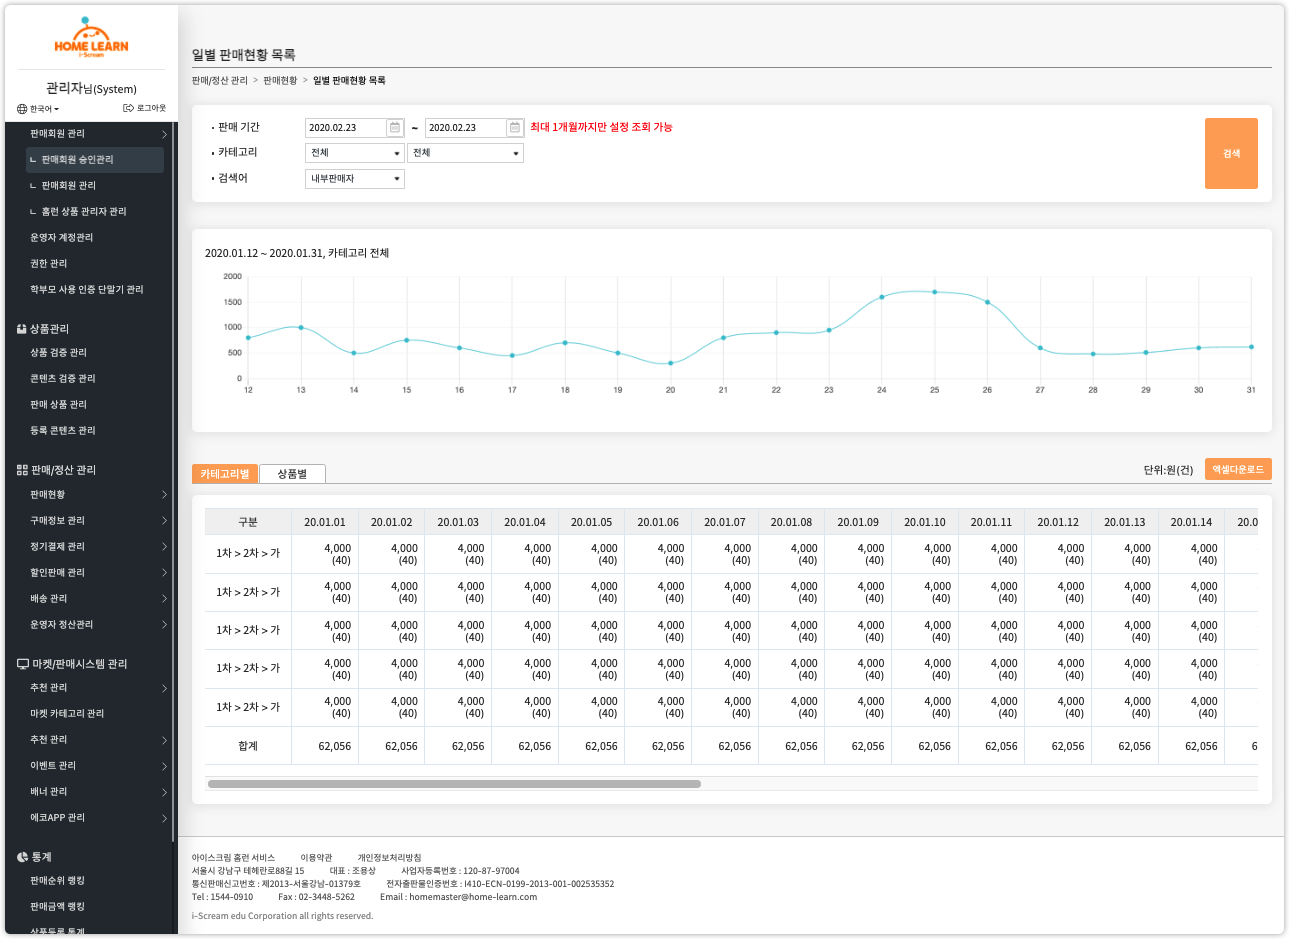 HOME LEARN
i-Scream
관리자님(System)
한국어
로그아웃
판매회원 관리
ㄴ 판매회원 승인관리
ㄴ 판매회원 관리
ㄴ 홈런 상품 관리자 관리
운영자 계정관리
권한 관리
학부모 사용 인증 단말기 관리
상품관리
상품 검증 관리
콘텐츠 검증 관리
판매 상품 관리
등록 콘텐츠 관리
판매/정산 관리
판매현황
구매정보 관리
정기결제 관리
할인판매 관리
배송 관리
운영자 정산관리
마켓/판매시스템 관리
추천 관리
마켓 카테고리 관리
추천 관리
이벤트 관리
배너 관리
에코APP 관리
통계
판매순위 랭킹
판매금액 랭킹
상품등록 통계
일별 판매현황 목록
판매/정산 관리 > 판매현황 > 일별 판매현황 목록
• 판매 기간 2020.02.23 ~ 2020.02.23 최대 1개월까지만 설정 조회 가능
• 카테고리 전체 전체
• 검색어 내부판매자
검색
2020.01.12 ~ 2020.01.31, 카테고리 전체
2000
1500
1000
500
0
12 13 14 15 16 17 18 19 20 21 22 23 24 25 26 27 28 29 30 31
카테고리별 상품별 단위:원(건) 엑셀다운로드
구분 20.01.01 20.01.02 20.01.03 20.01.04 20.01.05 20.01.06 20.01.07 20.01.08 20.01.09 20.01.10 20.01.11 20.01.12 20.01.13 20.01.14 20.0
1차 > 2차 > 가 4,000 4,000 4,000 4,000 4,000 4,000 4,000 4,000 4,000 4,000 4,000 4,000 4,000 4,000
(40) (40) (40) (40) (40) (40) (40) (40) (40) (40) (40) (40) (40) (40)
1차 > 2차 > 가 4,000 4,000 4,000 4,000 4,000 4,000 4,000 4,000 4,000 4,000 4,000 4,000 4,000 4,000
(40) (40) (40) (40) (40) (40) (40) (40) (40) (40) (40) (40) (40) (40)
1차 > 2차 > 가 4,000 4,000 4,000 4,000 4,000 4,000 4,000 4,000 4,000 4,000 4,000 4,000 4,000 4,000
(40) (40) (40) (40) (40) (40) (40) (40) (40) (40) (40) (40) (40) (40)
1차 > 2차 > 가 4,000 4,000 4,000 4,000 4,000 4,000 4,000 4,000 4,000 4,000 4,000 4,000 4,000 4,000
(40) (40) (40) (40) (40) (40) (40) (40) (40) (40) (40) (40) (40) (40)
1차 > 2차 > 가 4,000 4,000 4,000 4,000 4,000 4,000 4,000 4,000 4,000 4,000 4,000 4,000 4,000 4,000
(40) (40) (40) (40) (40) (40) (40) (40) (40) (40) (40) (40) (40) (40)
합계 62,056 62,056 62,056 62,056 62,056 62,056 62,056 62,056 62,056 62,056 62,056 62,056 62,056 62,056 6
아이스크림 홈런 서비스 이용약관 개인정보처리방침
서울시 강남구 테헤란로88길 15 대표 : 조용상 사업자등록번호 : 120-87-97004
통신판매신고번호 : 제2013-서울강남-01379호 전자출판물인증번호 : I410-ECN-0199-2013-001-002535352
Tel : 1544-0910 Fax : 02-3448-5262 Email : homemaster@home-learn.com
i-Scream edu Corporation all rights reserved.